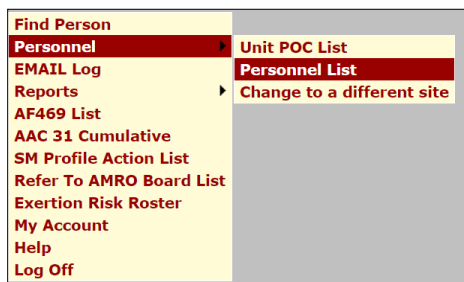 Find Person
Personnel
EMAIL Log
Reports
AF469 List
AAC 31 Cumulative
SM Profile Action List
Refer To AMRO Board List
Exertion Risk Roster
My Account
Help
Log Off
Unit POC List
Personnel List
Change to a different site